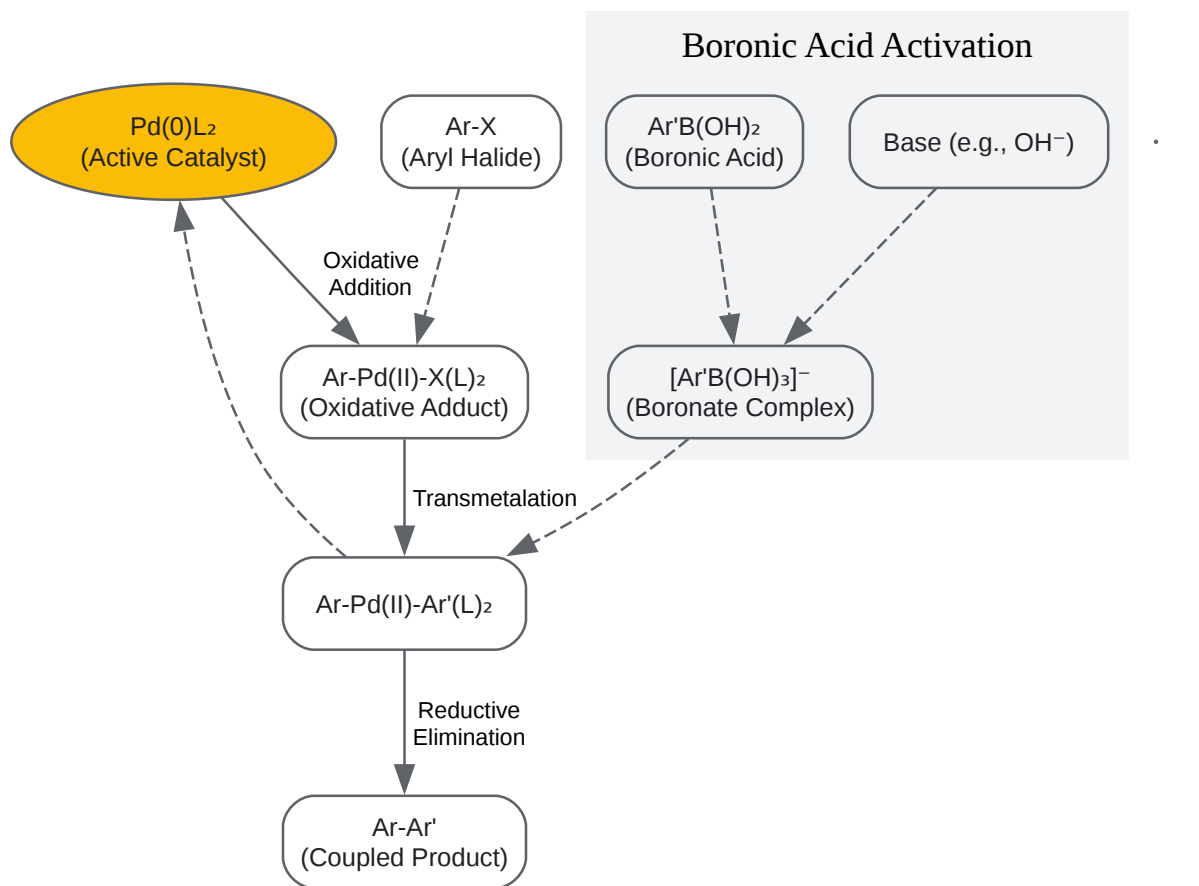 Boronic Acid Activation
Pd(0)L₂
(Active Catalyst)
Ar-X
(Aryl Halide)
Ar'B(OH)₂
(Boronic Acid)
Base (e.g., OH⁻)
Oxidative
Addition
Ar-Pd(II)-X(L)₂
(Oxidative Adduct)
[Ar'B(OH)₃]⁻
(Boronate Complex)
Transmetalation
Ar-Pd(II)-Ar'(L)₂
Reductive
Elimination
Ar-Ar'
(Coupled Product)